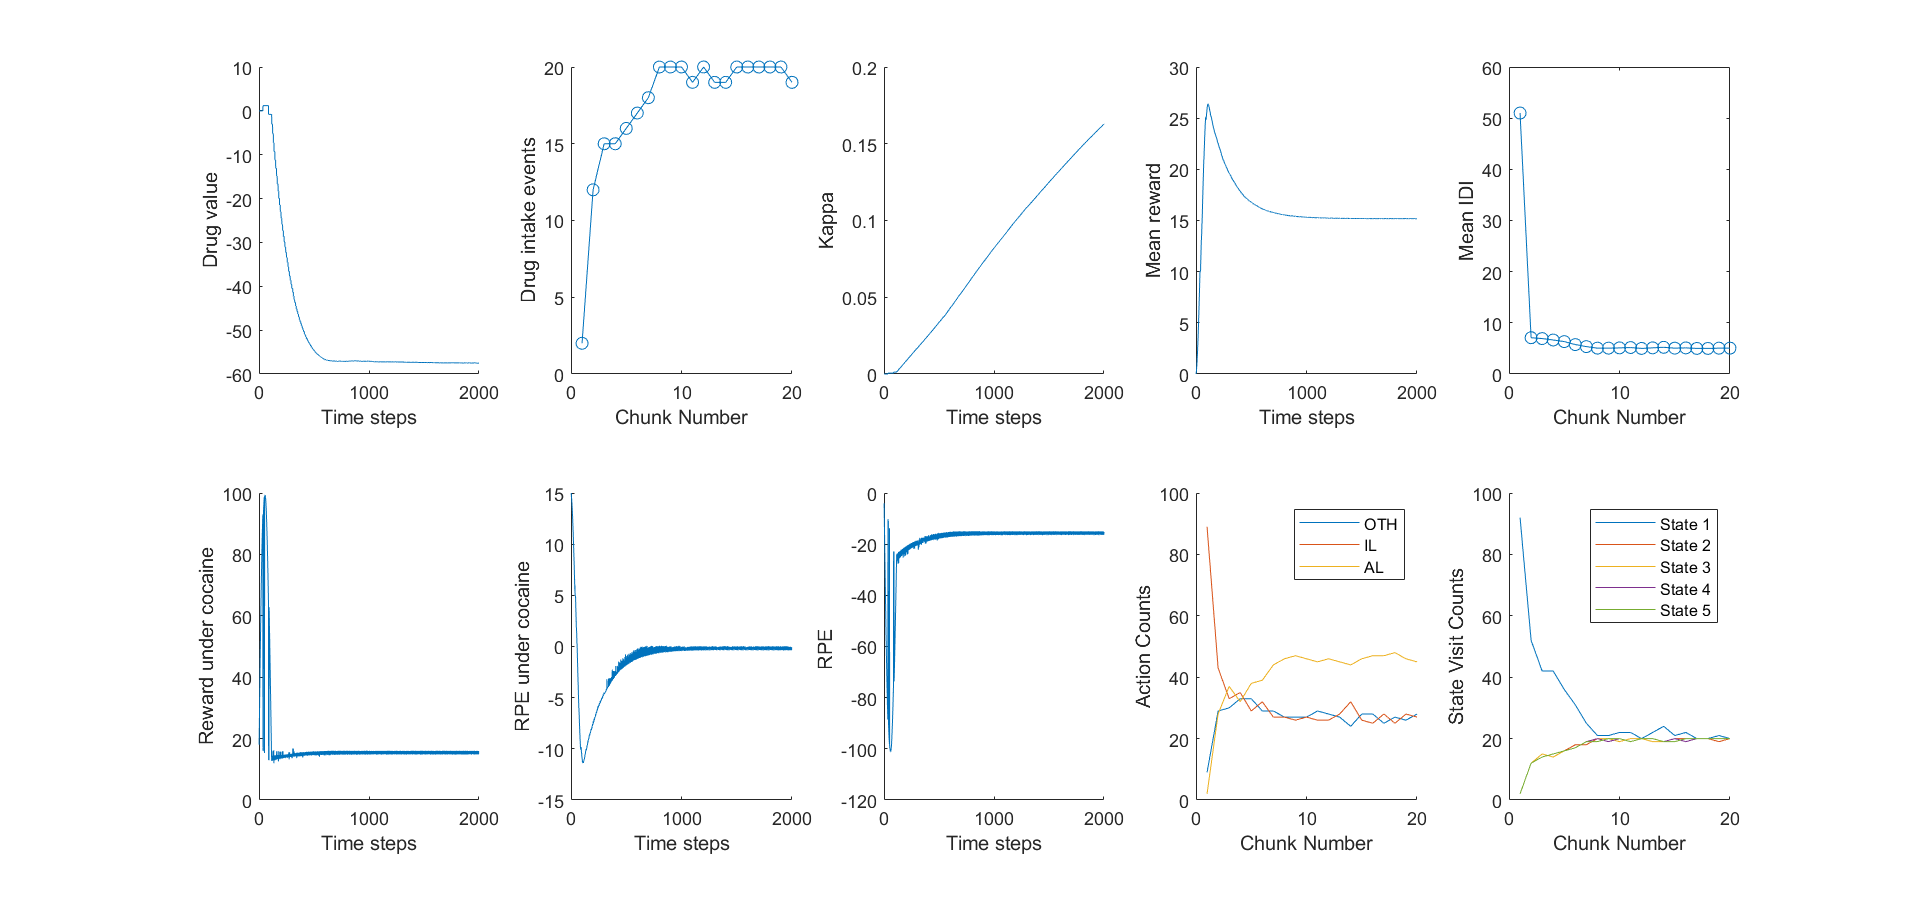 Drug value
10
0
-10
-20
-30
-40
-50
-60
0 1000 2000
Time steps
Drug intake events
20
15
10
5
0
0 10 20
Chunk Number
Kappa
0.2
0.15
0.1
0.05
0
0 1000 2000
Time steps
Mean reward
30
25
20
15
10
5
0
0 1000 2000
Time steps
Mean IDI
60
50
40
30
20
10
0
0 10 20
Chunk Number
Reward under cocaine
100
80
60
40
20
0
0 1000 2000
Time steps
RPE under cocaine
15
10
5
0
-5
-10
-15
0 1000 2000
Time steps
RPE
0
-20
-40
-60
-80
-100
-120
0 1000 2000
Time steps
Action Counts
100
80
60
40
20
0
0 10 20
Chunk Number
OTH
IL
AL
State Visit Counts
100
80
60
40
20
0
0 10 20
Chunk Number
State 1
State 2
State 3
State 4
State 5